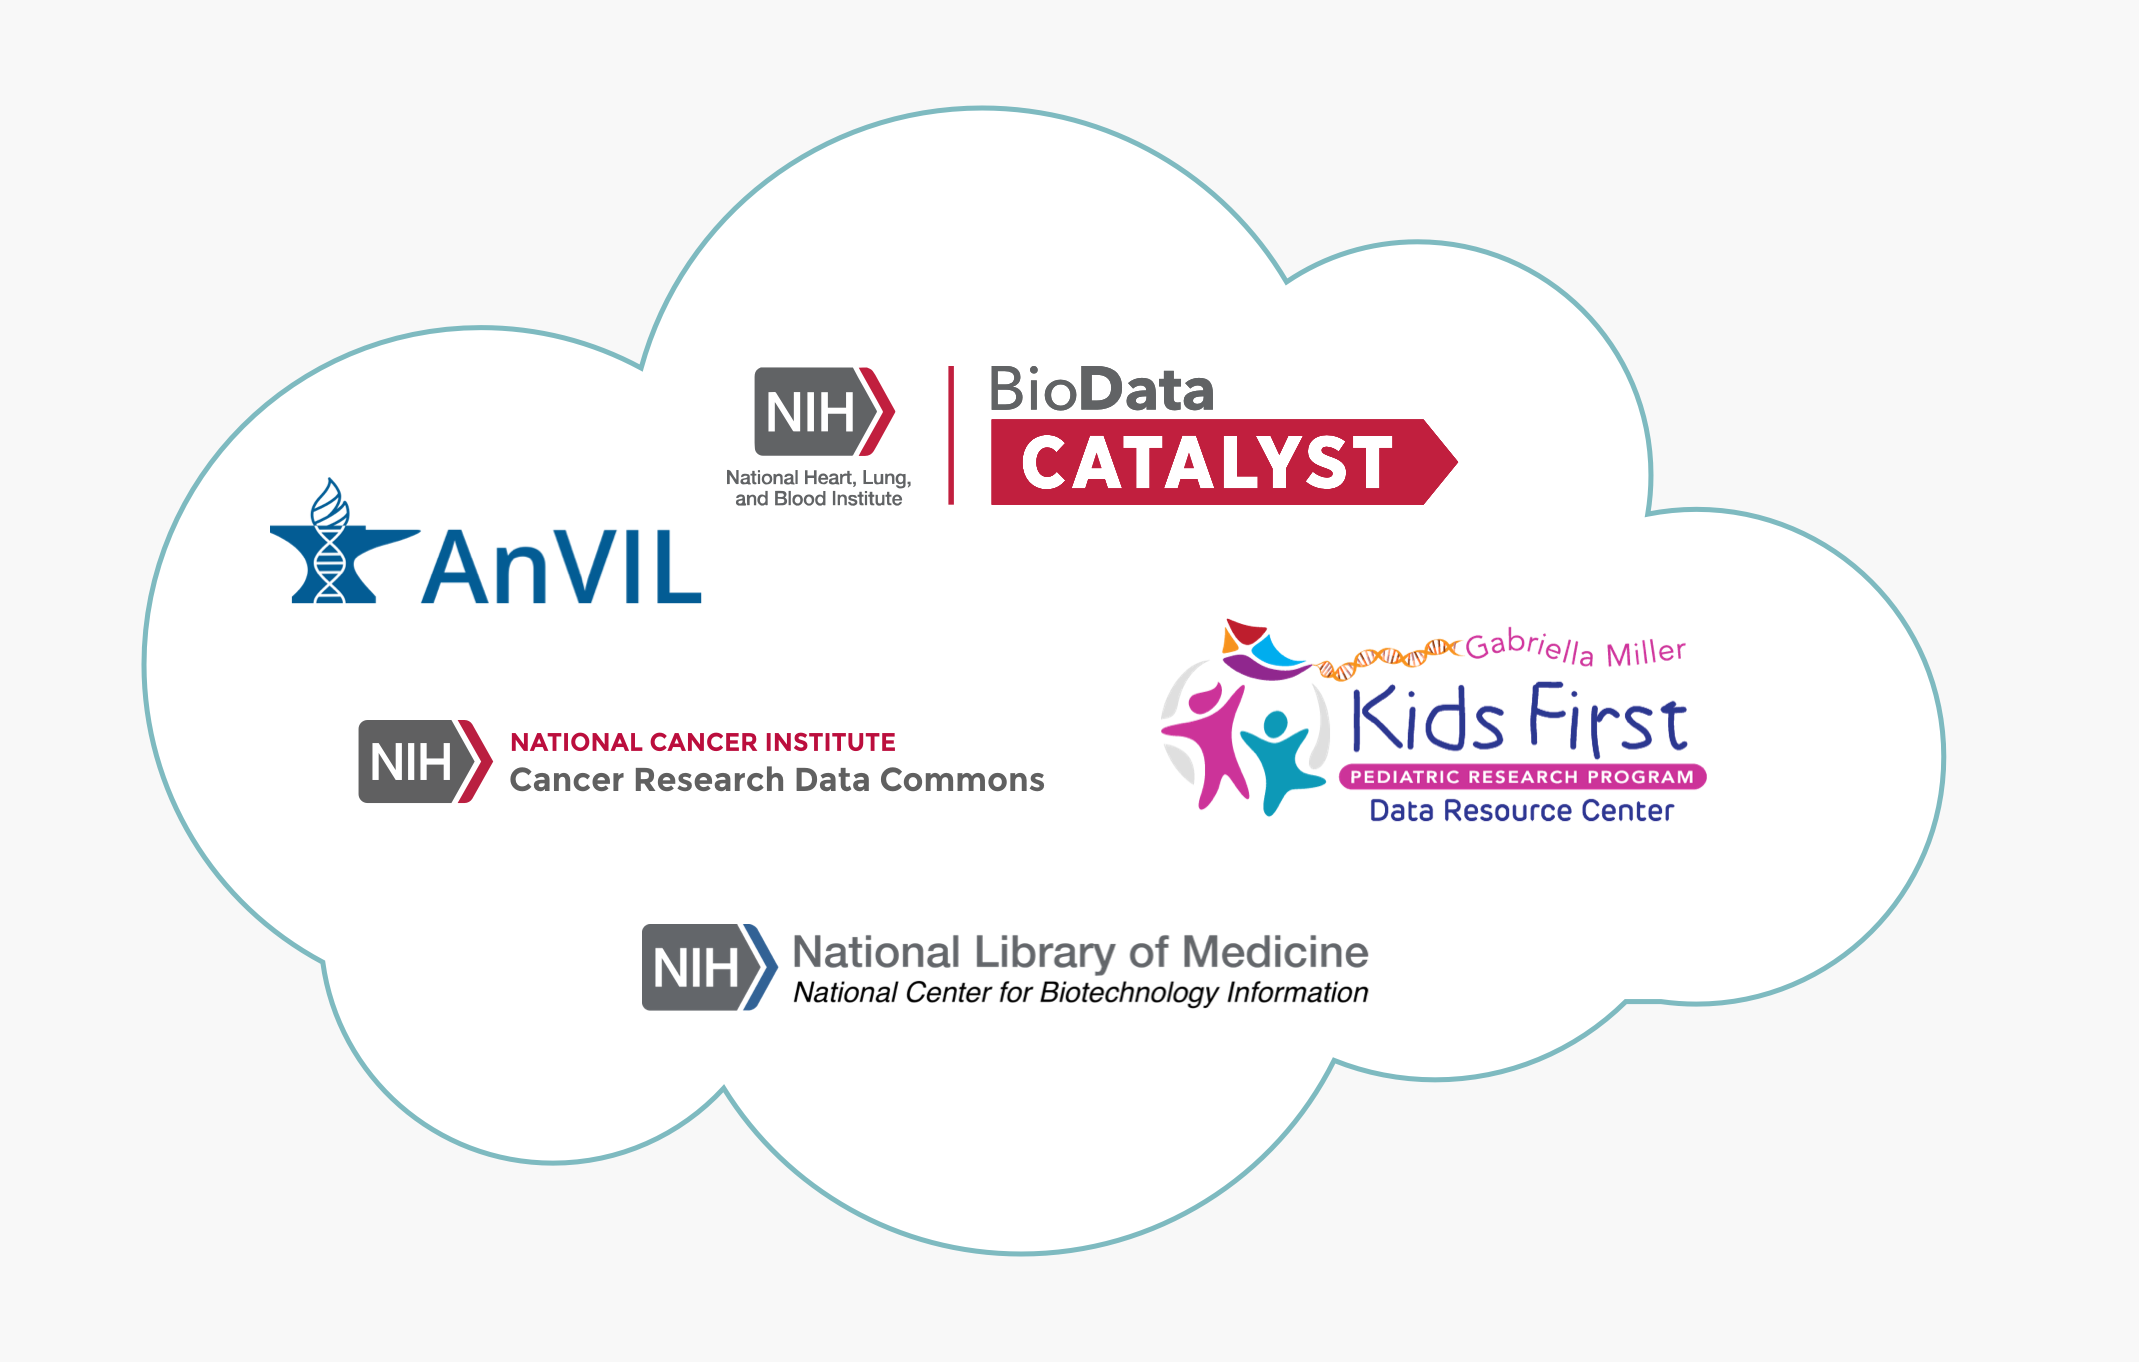 NIH
National Heart, Lung,
and Blood Institute
BioData
CATALYST
AnVIL
Gabriella Miller
Kids First
PEDIATRIC RESEARCH PROGRAM
Data Resource Center
NIH
NATIONAL CANCER INSTITUTE
Cancer Research Data Commons
NIH
National Library of Medicine
National Center for Biotechnology Information